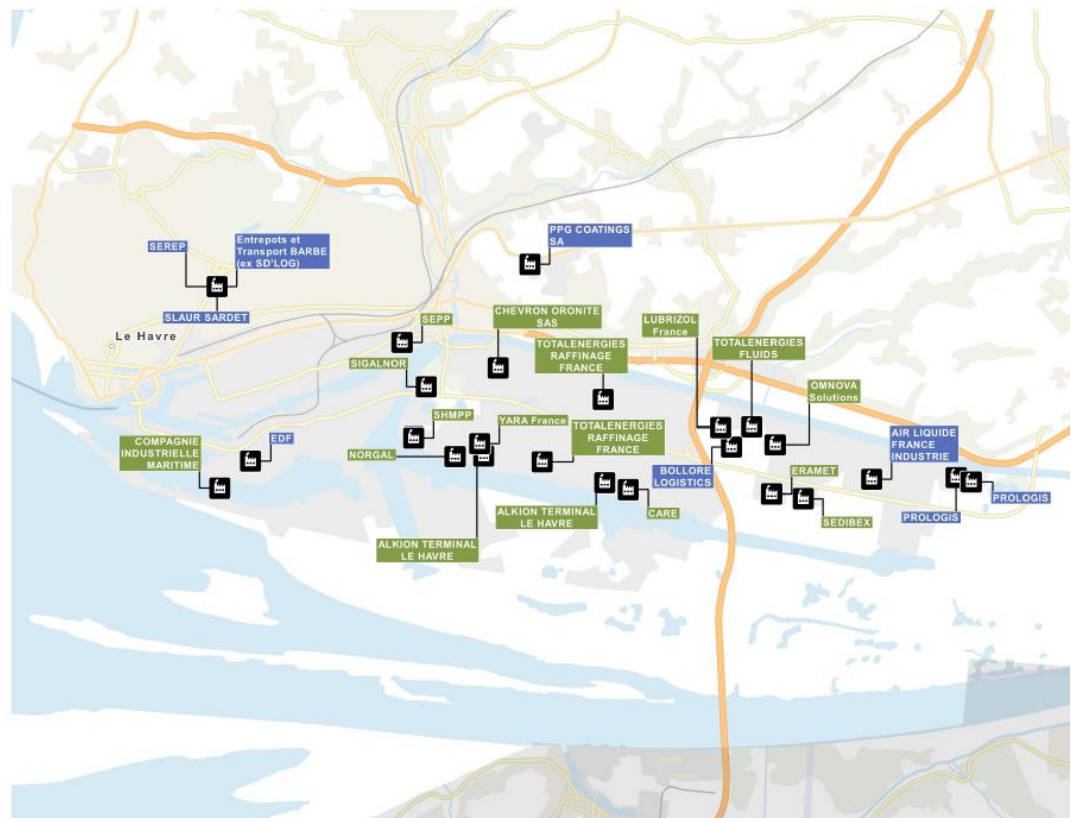 PPG COATINGS
SA
SEREP
Entrepots et
Transport BARBE
(ex SD'LOG)
SLAUR SARDET
Le Havre
SEPP
CHEVRON ORONITE
SAS
LUBRIZOL
France
TOTALENERGIES
FLUIDS
TOTALENERGIES
RAFFINAGE
FRANCE
SIGALNOR
OMNOVA
Solutions
SHMPP
YARA France
TOTALENERGIES
RAFFINAGE
FRANCE
COMPAGNIE
INDUSTRIELLE
MARITIME
EDF
NORGAL
BOLLORE
LOGISTICS
AIR LIQUIDE
FRANCE
INDUSTRIE
ERAMET
PROLOGIS
ALKION TERMINAL
LE HAVRE
CARE
SEDIBEX
PROLOGIS
ALKION TERMINAL
LE HAVRE